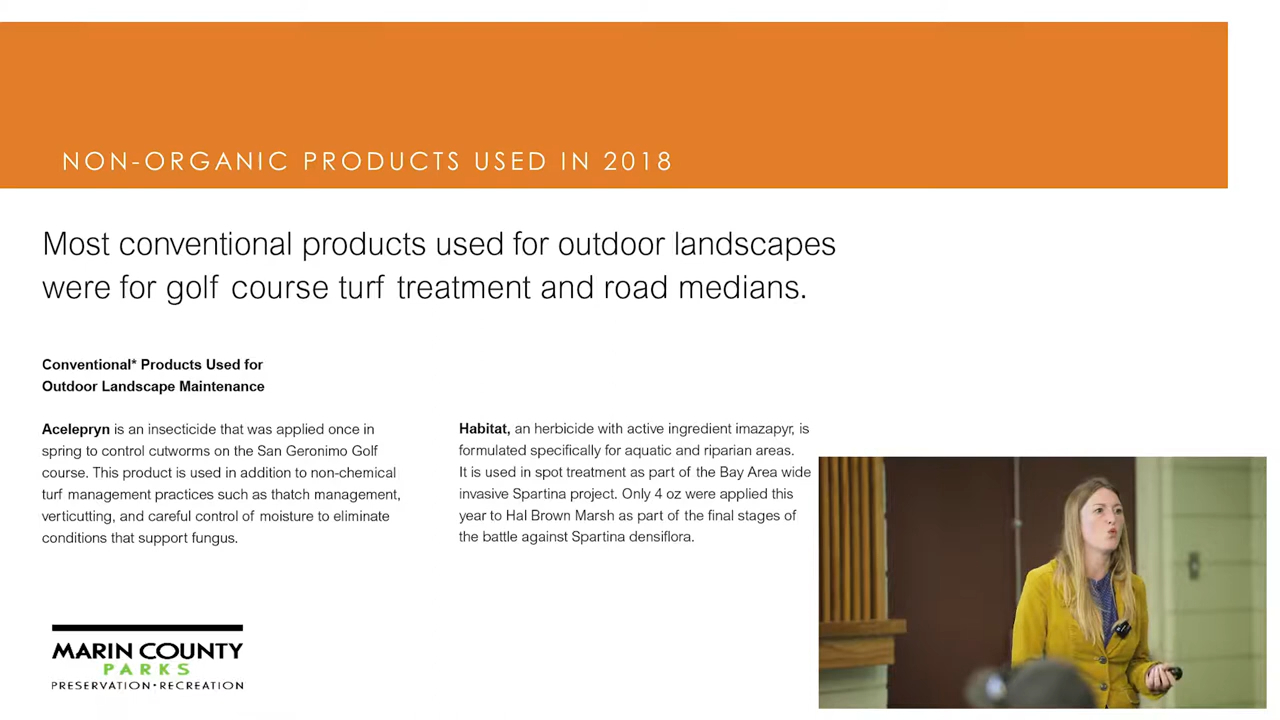 NON-ORGANIC PRODUCTS USED IN 2018
Most conventional products used for outdoor landscapes
were for golf course turf treatment and road medians.
Conventional* Products Used for
Outdoor Landscape Maintenance
Acelepryn is an insecticide that was applied once in
spring to control cutworms on the San Geronimo Golf
course. This product is used in addition to non-chemical
turf management practices such as thatch management,
verticutting, and careful control of moisture to eliminate
conditions that support fungus.
Habitat, an herbicide with active ingredient imazapyr, is
formulated specifically for aquatic and riparian areas.
It is used in spot treatment as part of the Bay Area wide
invasive Spartina project. Only 4 oz were applied this
year to Hal Brown Marsh as part of the final stages of
the battle against Spartina densiflora.
MARIN COUNTY
PARKS
PRESERVATION·RECREATION